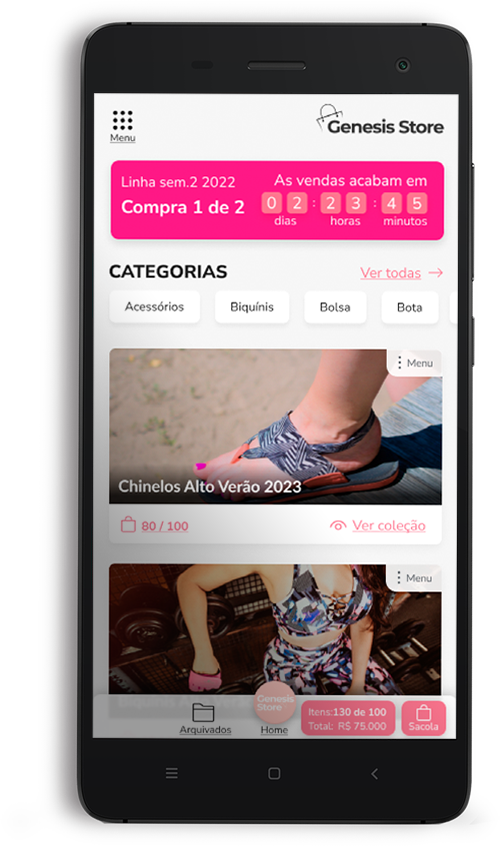 Menu
Genesis Store
Linha sem.2 2022
Compra 1 de 2
As vendas acabam em
0 2 : 2 3 : 4 5
dias horas minutos
CATEGORIAS
Ver todas
Acessórios Biquínis Bolsa Bota
Menu
Chinelos Alto Verão 2023
80 / 100
Ver coleção
Menu
Arquivados
Genesis
Store
Home
Itens:130 de 100
Total: R$ 75.000
Sacola